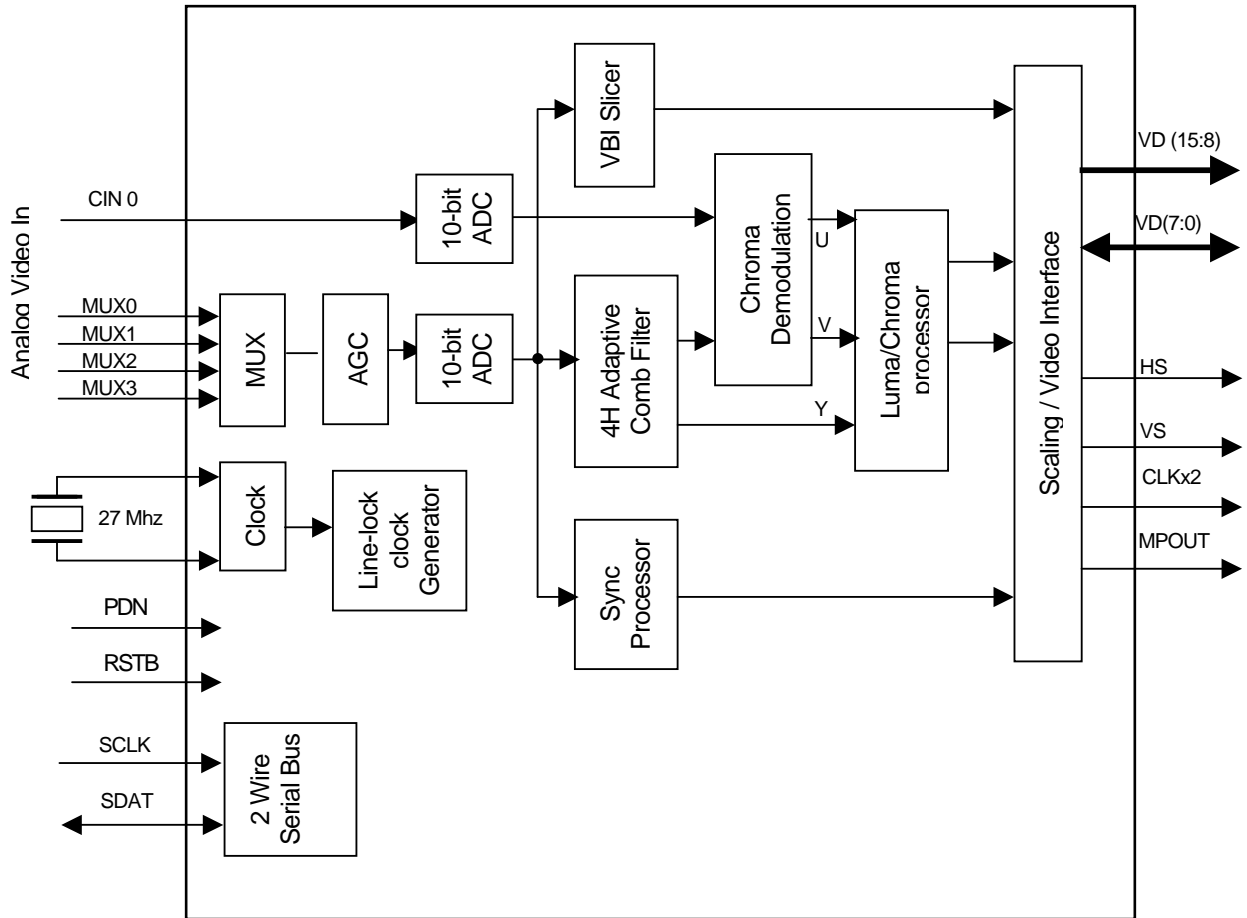 Analog Video In
CIN 0
MUX0
MUX1
MUX2
MUX3
27 Mhz
PDN
RSTB
SCLK
SDAT
MUX
AGC
10-bit
ADC
10-bit
ADC
Clock
Line-lock
clock
Generator
2 Wire
Serial Bus
VBI Slicer
4H Adaptive
Comb Filter
Sync
Processor
Chroma
Demodulation
U
V
Y
Luma/Chroma
processor
Scaling / Video Interface
VD (15:8)
VD(7:0)
HS
VS
CLKx2
MPOUT